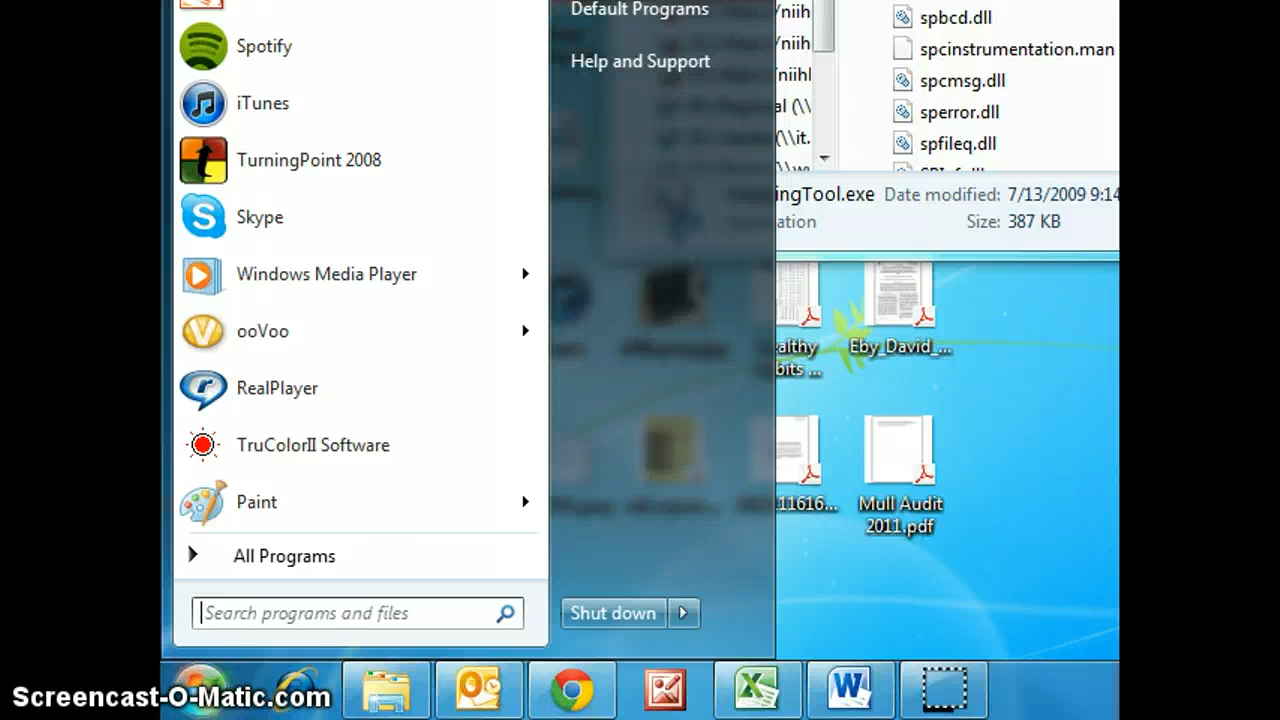 Spotify
iTunes
TurningPoint 2008
Skype
Windows Media Player
ooVoo
RealPlayer
TruColorII Software
Paint
All Programs
Search programs and files
Default Programs
Help and Support
Shut down
spbcd.dll
spcinstrumentation.man
spcmsg.dll
sperror.dll
spfileq.dll
ingTool.exe Date modified: 7/13/2009 9:14
ation Size: 387 KB
althy
bits ...
Eby_David_...
111616...
Mull Audit
2011.pdf
Screencast-O-Matic.com